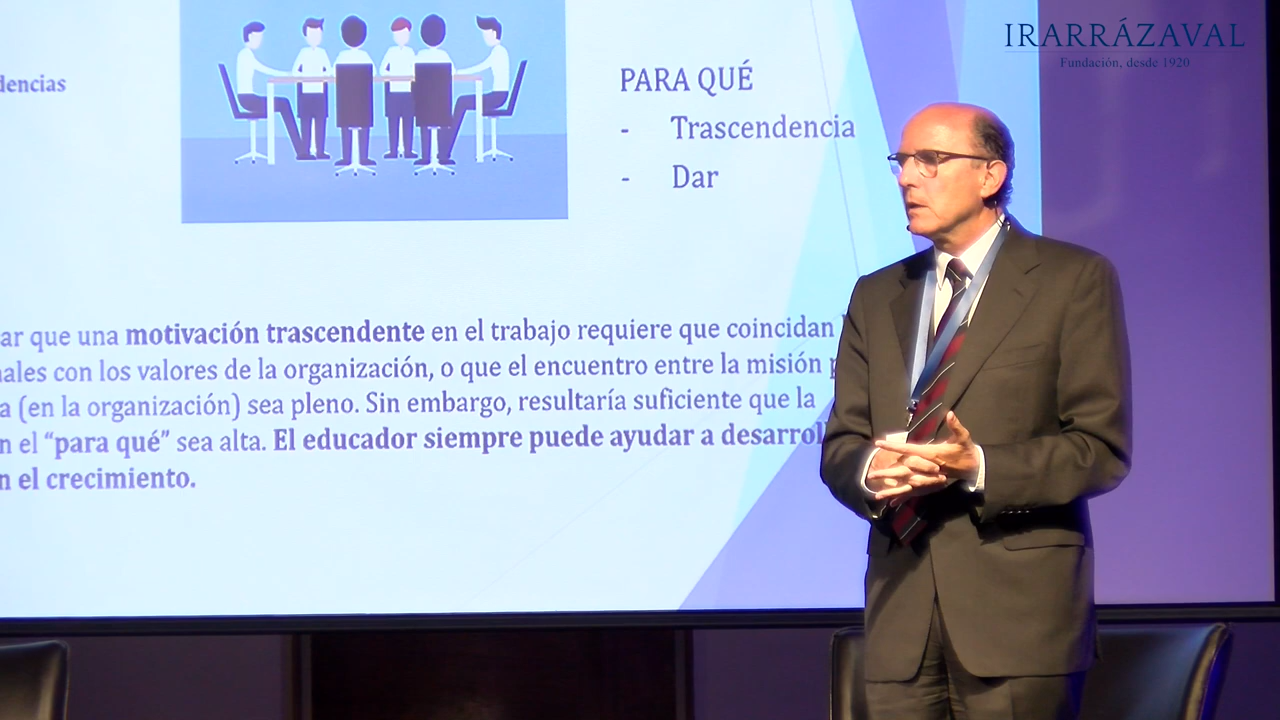 IRARRÁZAVAL
Fundación, desde 1920
dencias
PARA QUÉ
- Trascendencia
- Dar
ar que una motivación trascendente en el trabajo requiere que coincidan
nales con los valores de la organización, o que el encuentro entre la misión p
a (en la organización) sea pleno. Sin embargo, resultaría suficiente que la
n el “para qué” sea alta. El educador siempre puede ayudar a desarroll
n el crecimiento.